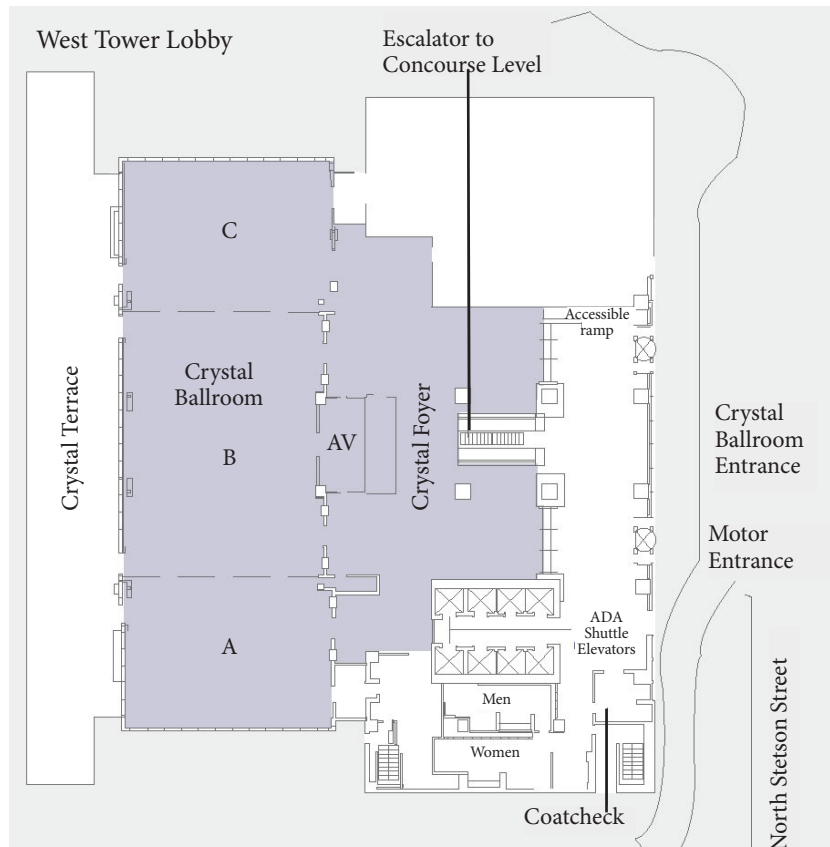 West Tower Lobby
Escalator to
Concourse Level
C
Accessible
ramp
Crystal
Ballroom
Crystal Terrace
Crystal Foyer
AV
B
Crystal
Ballroom
Entrance
Motor
Entrance
ADA
Shuttle
Elevators
A
Men
Women
North Stetson Street
Coatcheck